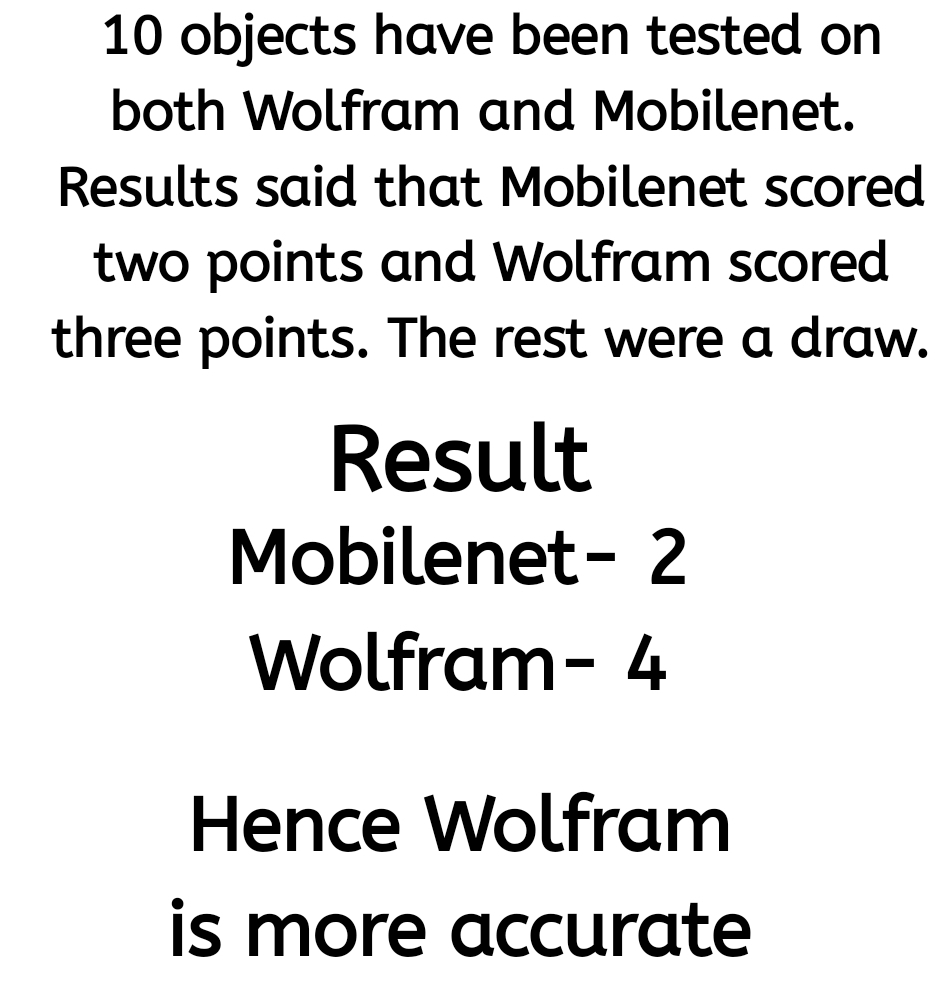 10 objects have been tested on
both Wolfram and Mobilenet.
Results said that Mobilenet scored
two points and Wolfram scored
three points. The rest were a draw.
Result
Mobilenet- 2
Wolfram- 4
Hence Wolfram
is more accurate